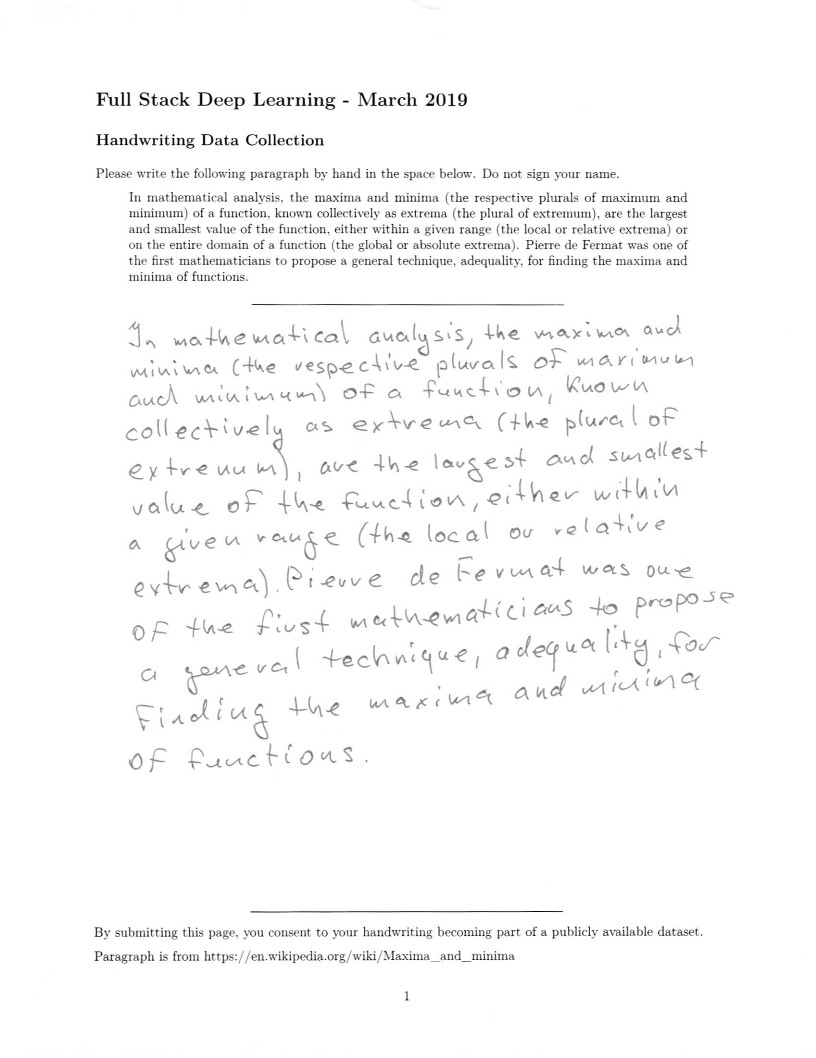 Full Stack Deep Learning - March 2019
Handwriting Data Collection
Please write the following paragraph by hand in the space below. Do not sign your name.
In mathematical analysis, the maxima and minima (the respective plurals of maximum and
minimum) of a function, known collectively as extrema (the plural of extremum), are the largest
and smallest value of the function, either within a given range (the local or relative extrema) or
on the entire domain of a function (the global or absolute extrema). Pierre de Fermat was one of
the first mathematicians to propose a general technique, adequality, for finding the maxima and
minima of functions.
In mathematical analysis, the maxima and
minima (the respective plurals of maximum
and minimum) of a function, known
collectively as extrema (the plural of
extremum), are the largest and smallest
value of the function, either within
a given range (the local or relative
extrema). Pierre de Fermat was one
of the first mathematicians to propose
a general technique, adequality, for
Finding the maxima and minima
of functions.
By submitting this page, you consent to your handwriting becoming part of a publicly available dataset.
Paragraph is from https://en.wikipedia.org/wiki/Maxima_and_minima
1